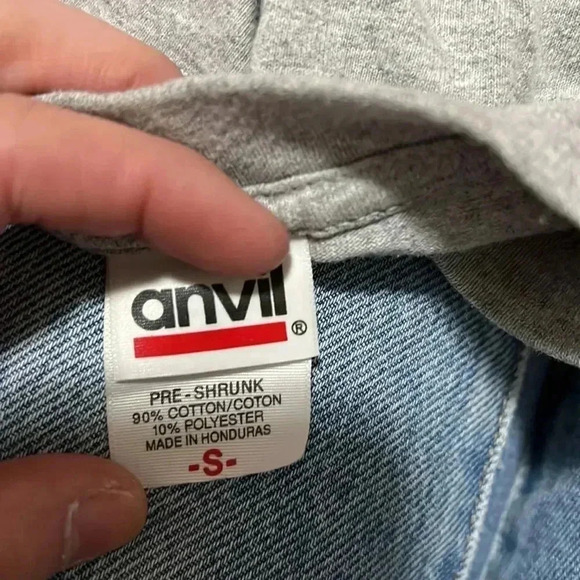 anvil
®
PRE-SHRUNK
90% COTTON/COTON
10% POLYESTER
MADE IN HONDURAS
-S-